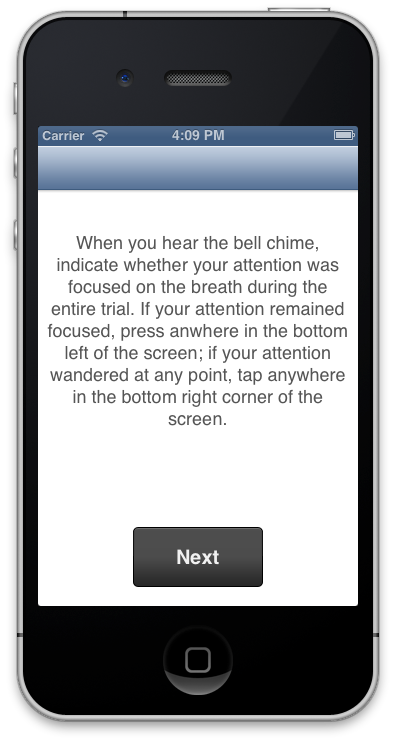 Carrier 4:09 PM
When you hear the bell chime,
indicate whether your attention was
focused on the breath during the
entire trial. If your attention remained
focused, press anwhere in the bottom
left of the screen; if your attention
wandered at any point, tap anywhere
in the bottom right corner of the
screen.
Next